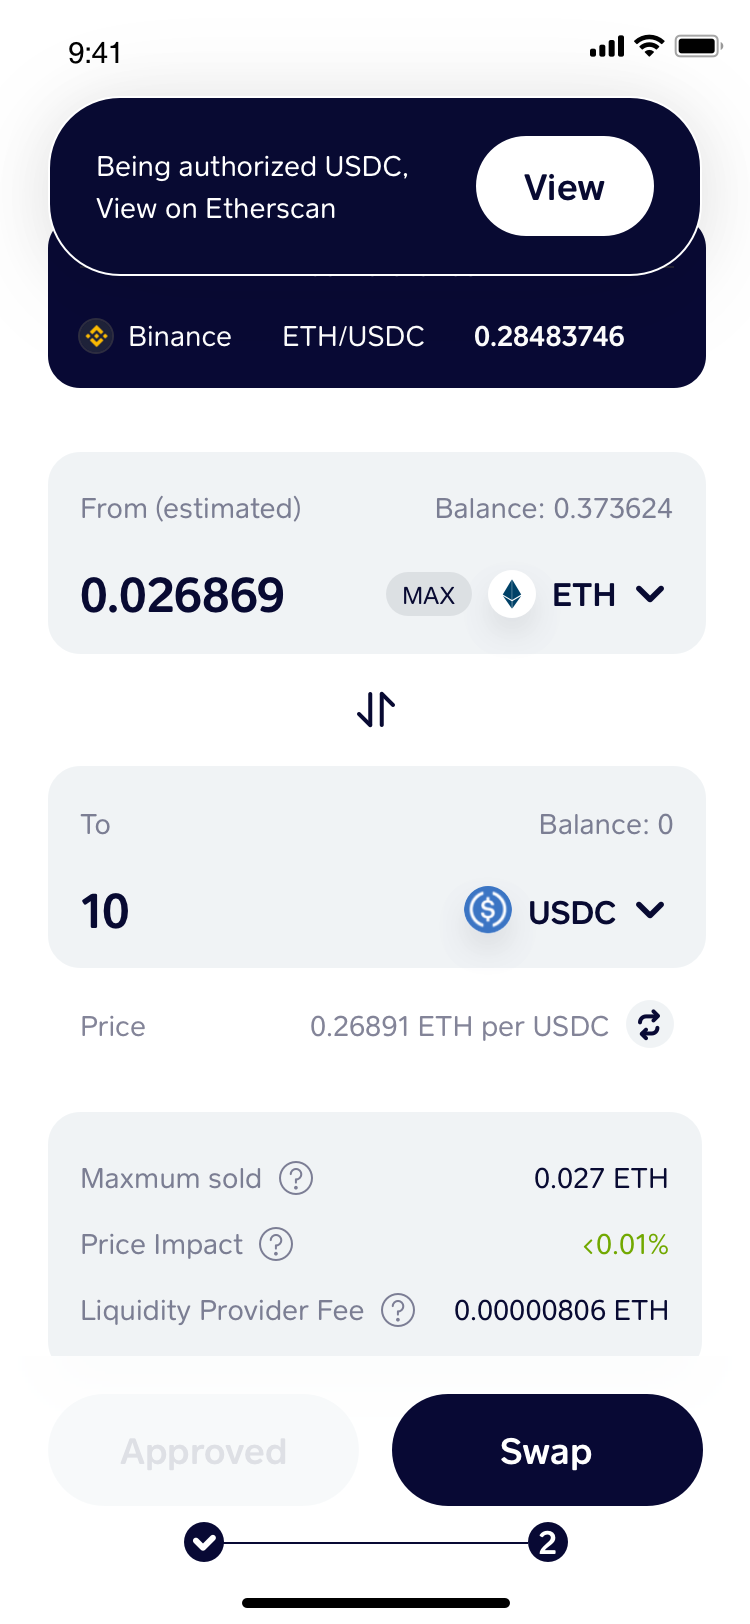 9:41
Being authorized USDC,
View on Etherscan
View
Binance ETH/USDC 0.28483746
From (estimated) Balance: 0.373624
0.026869 MAX ETH
To Balance: 0
10 USDC
Price 0.26891 ETH per USDC
Maxmum sold ? 0.027 ETH
Price Impact ? <0.01%
Liquidity Provider Fee ? 0.00000806 ETH
Approved Swap
2